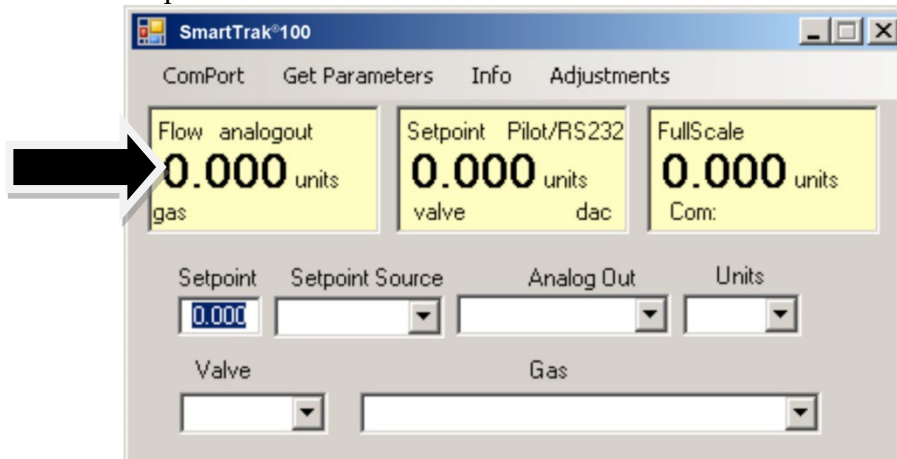 SmartTrak®100
ComPort Get Parameters Info Adjustments
Flow analogout
0.000 units
gas
Setpoint Pilot/RS232
0.000 units
valve dac
FullScale
0.000 units
Com:
Setpoint Setpoint Source Analog Out Units
0.000
Valve Gas